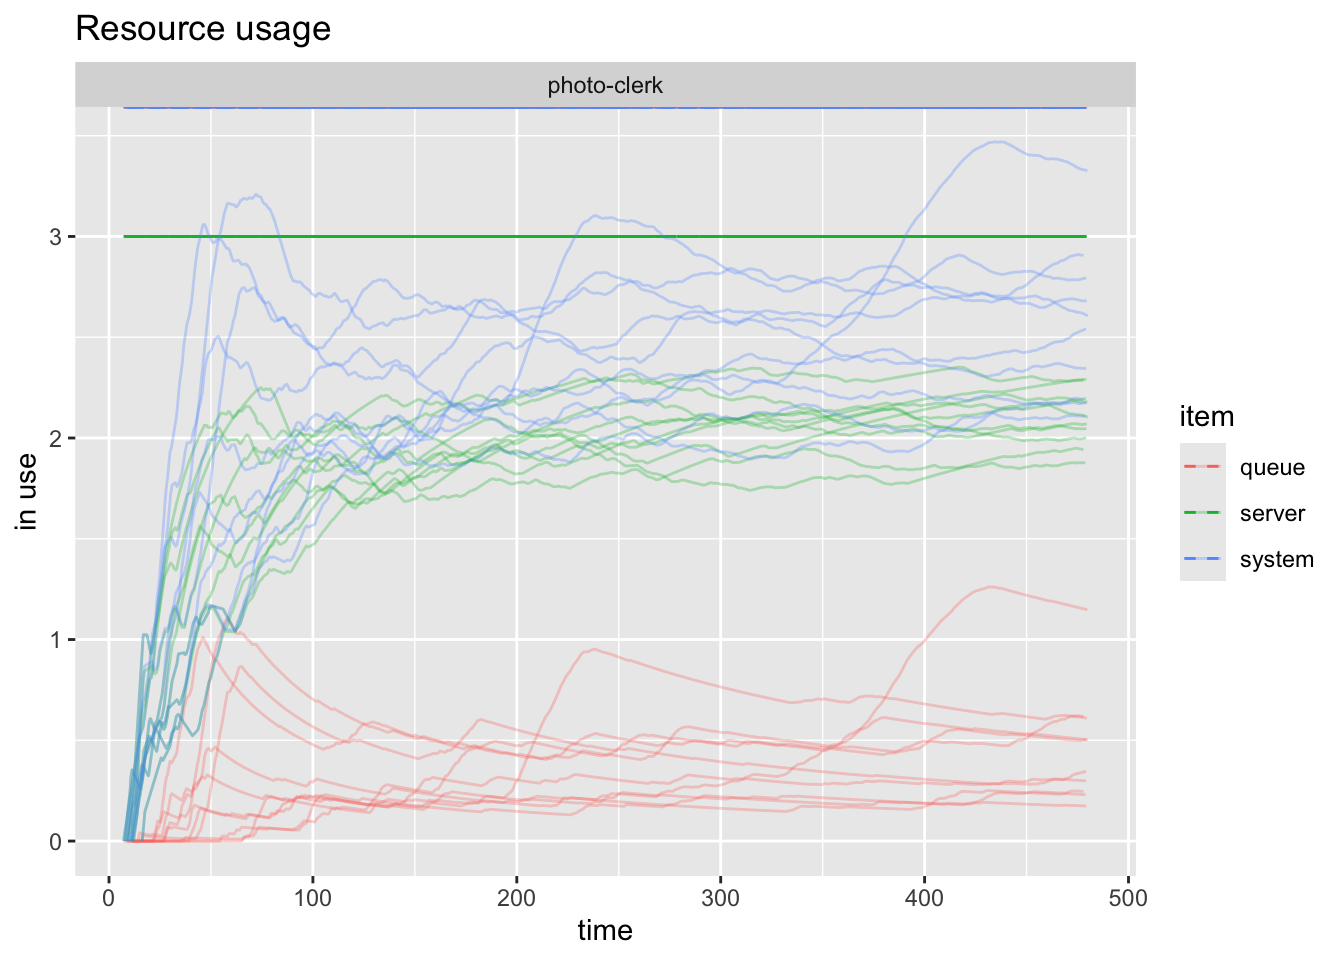 Resource usage
photo-clerk
in use
3
2
1
0
0 100 200 300 400 500
time
item
queue
server
system